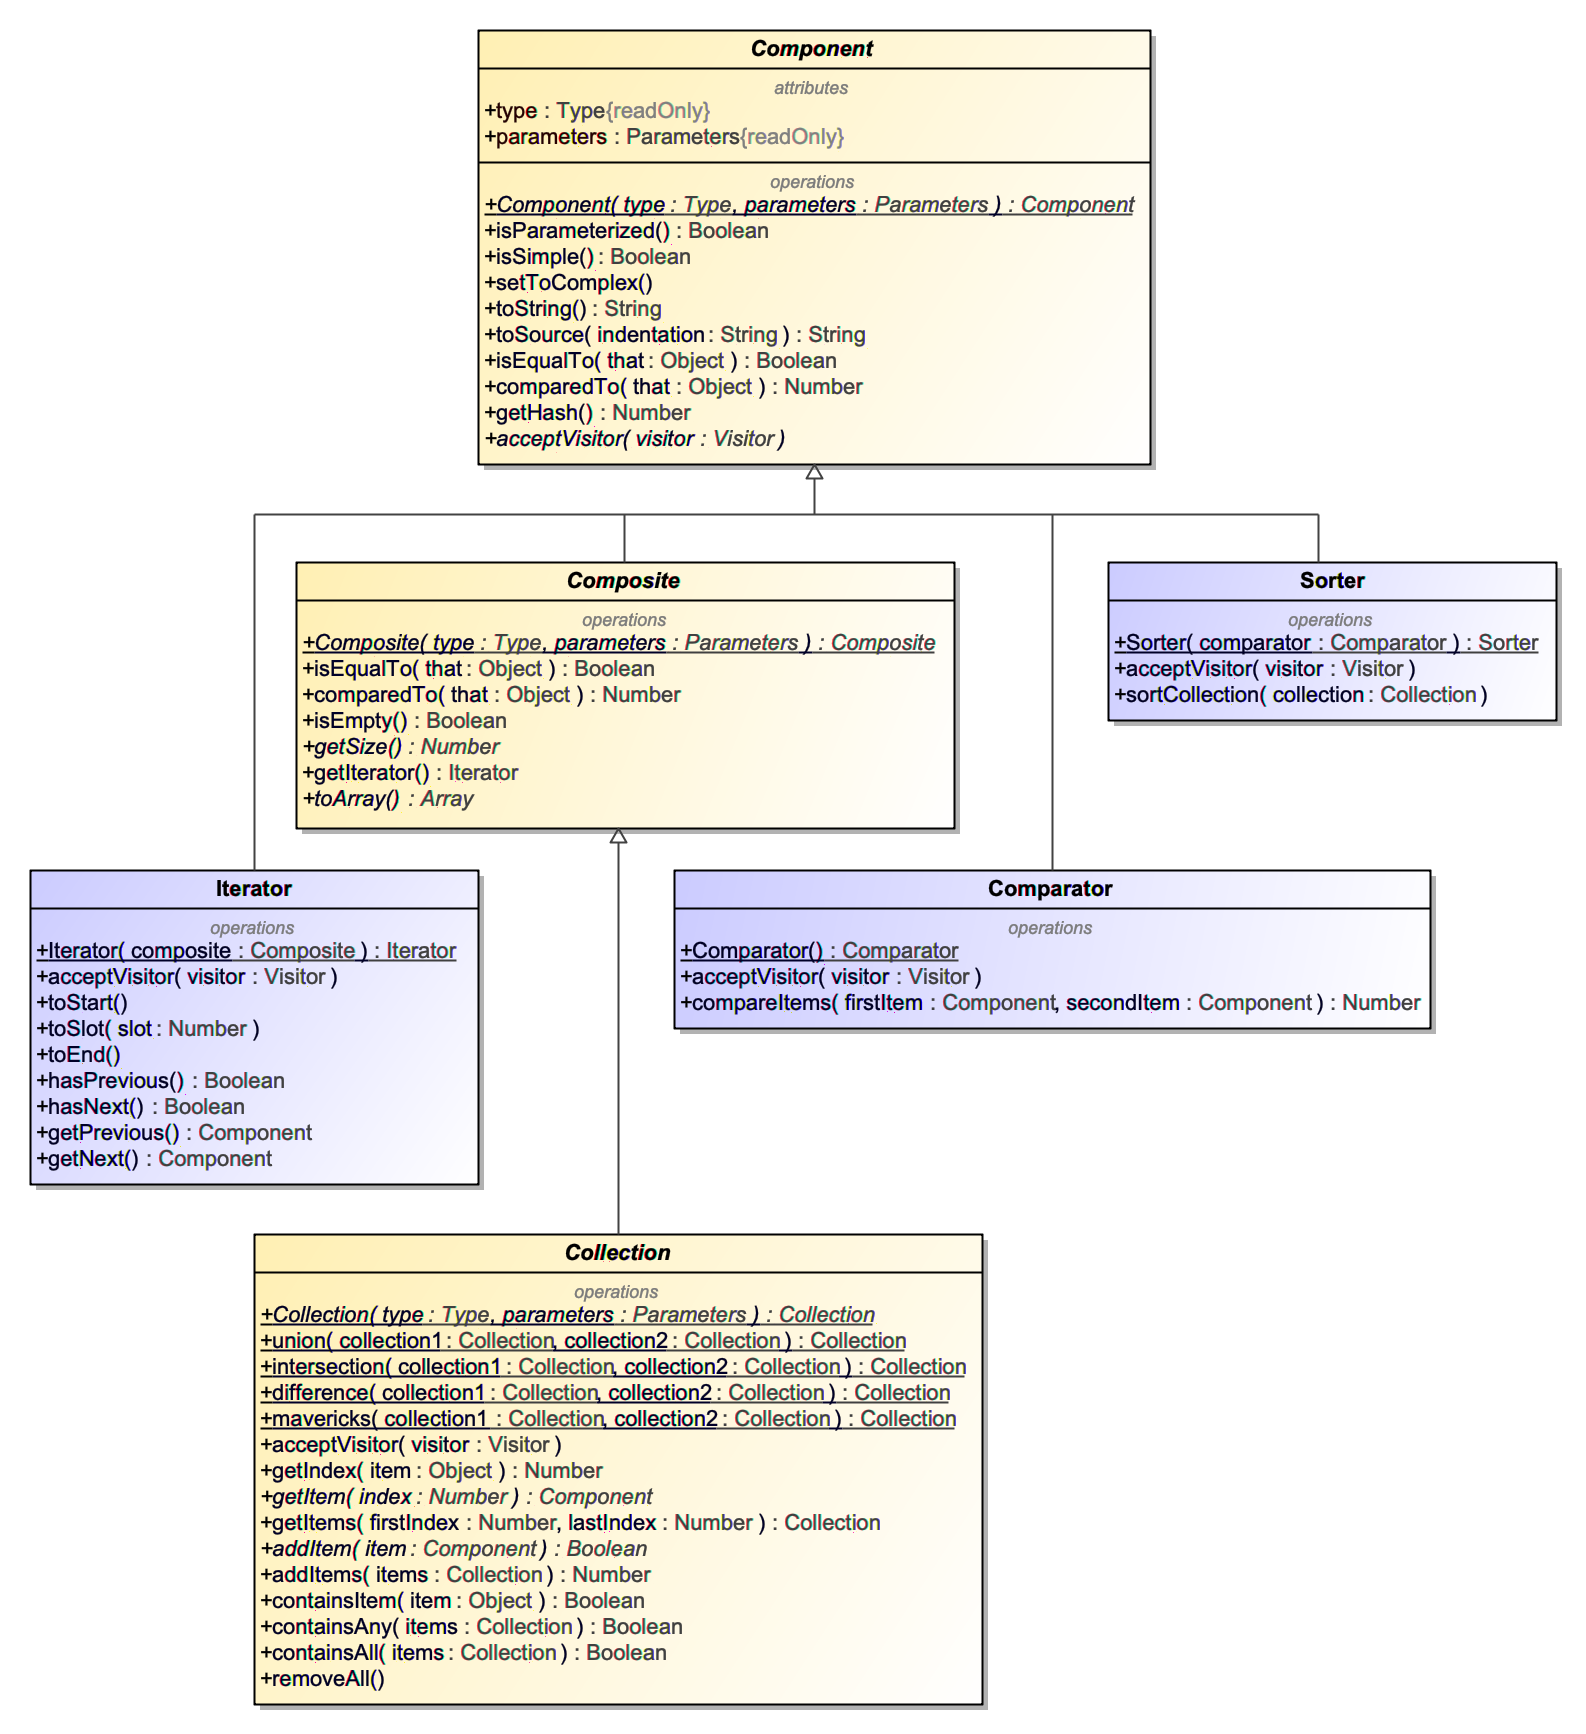 Component
attributes
+type : Type{readOnly}
+parameters : Parameters{readOnly}
operations
+Component( type : Type, parameters : Parameters ) : Component
+isParameterized() : Boolean
+isSimple() : Boolean
+setToComplex()
+toString() : String
+toSource( indentation : String ) : String
+isEqualTo( that : Object ) : Boolean
+comparedTo( that : Object ) : Number
+getHash() : Number
+acceptVisitor( visitor : Visitor )
Composite
operations
+Composite( type : Type, parameters : Parameters ) : Composite
+isEqualTo( that : Object ) : Boolean
+comparedTo( that : Object ) : Number
+isEmpty() : Boolean
+getSize() : Number
+getIterator() : Iterator
+toArray() : Array
Sorter
operations
+Sorter( comparator : Comparator ) : Sorter
+acceptVisitor( visitor : Visitor )
+sortCollection( collection : Collection )
Iterator
operations
+Iterator( composite : Composite ) : Iterator
+acceptVisitor( visitor : Visitor )
+toStart()
+toSlot( slot : Number )
+toEnd()
+hasPrevious() : Boolean
+hasNext() : Boolean
+getPrevious() : Component
+getNext() : Component
Comparator
operations
+Comparator() : Comparator
+acceptVisitor( visitor : Visitor )
+compareItems( firstItem : Component, secondItem : Component ) : Number
Collection
operations
+Collection( type : Type, parameters : Parameters ) : Collection
+union( collection1 : Collection, collection2 : Collection ) : Collection
+intersection( collection1 : Collection, collection2 : Collection ) : Collection
+difference( collection1 : Collection, collection2 : Collection ) : Collection
+mavericks( collection1 : Collection, collection2 : Collection ) : Collection
+acceptVisitor( visitor : Visitor )
+getIndex( item : Object ) : Number
+getItem( index : Number ) : Component
+getItems( firstIndex : Number, lastIndex : Number ) : Collection
+addItem( item : Component ) : Boolean
+addItems( items : Collection ) : Number
+containsItem( item : Object ) : Boolean
+containsAny( items : Collection ) : Boolean
+containsAll( items : Collection ) : Boolean
+removeAll()